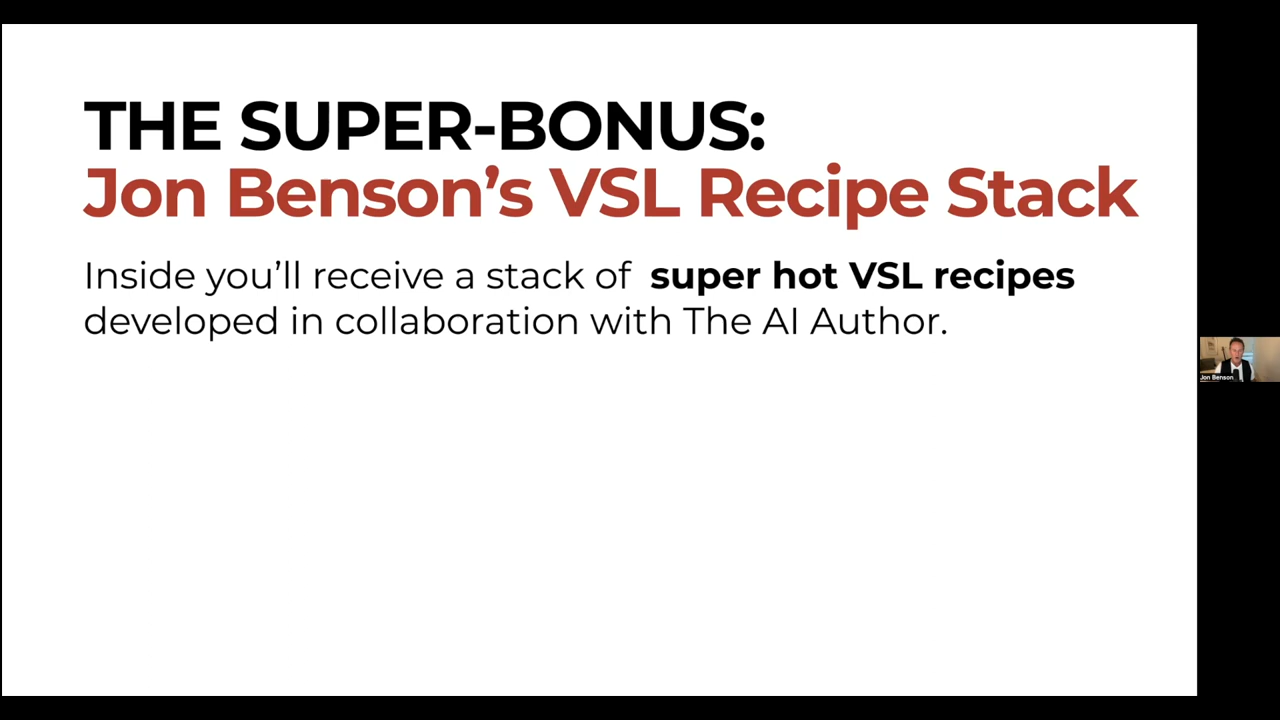 THE SUPER-BONUS:
Jon Benson’s VSL Recipe Stack
Inside you’ll receive a stack of super hot VSL recipes
developed in collaboration with The AI Author.
Jon Benson